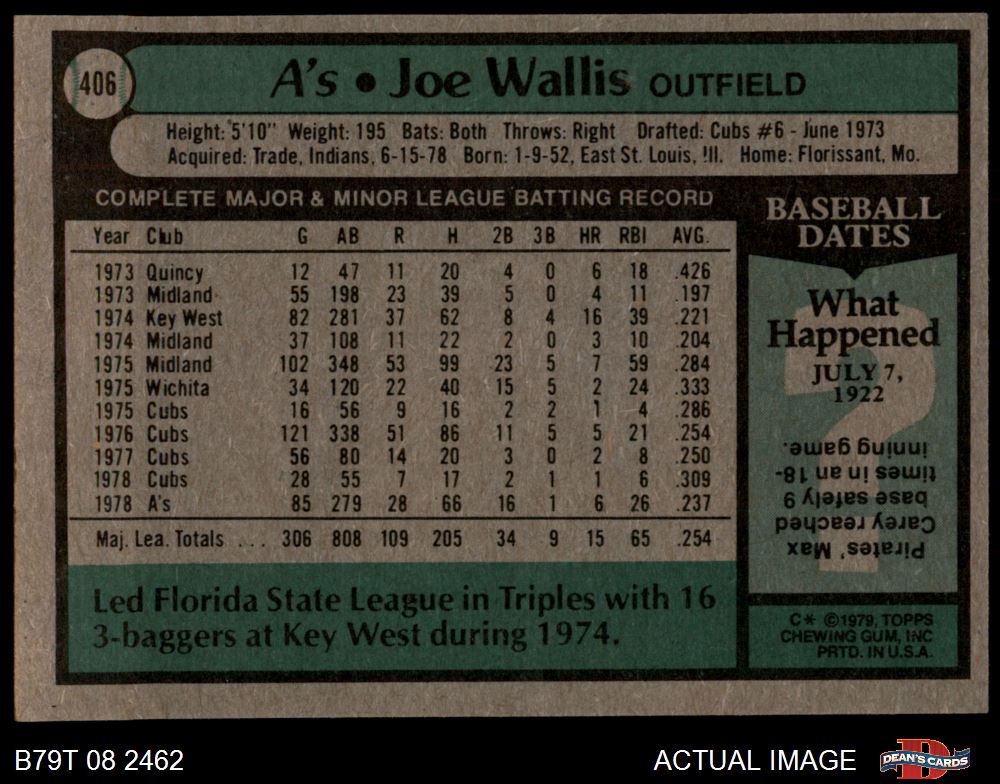 406
A's • Joe Wallis OUTFIELD
Height: 5'10" Weight: 195 Bats: Both Throws: Right Drafted: Cubs #6 - June 1973
Acquired: Trade, Indians, 6-15-78 Born: 1-9-52, East St. Louis, Ill. Home: Florissant, Mo.
COMPLETE MAJOR & MINOR LEAGUE BATTING RECORD
Year Club G AB R H 2B 3B HR RBI AVG.
1973 Quincy 12 47 11 20 4 0 6 18 .426
1973 Midland 55 198 23 39 5 0 4 11 .197
1974 Key West 82 281 37 62 8 4 16 39 .221
1974 Midland 37 108 11 22 2 0 3 10 .204
1975 Midland 102 348 53 99 23 5 7 59 .284
1975 Wichita 34 120 22 40 15 5 2 24 .333
1975 Cubs 16 56 9 16 2 2 1 4 .286
1976 Cubs 121 338 51 86 11 5 5 21 .254
1977 Cubs 56 80 14 20 3 0 2 8 .250
1978 Cubs 28 55 7 17 2 1 1 6 .309
1978 A's 85 279 28 66 16 1 6 26 .237
Maj. Lea. Totals ... 306 808 109 205 34 9 15 65 .254
Led Florida State League in Triples with 16
3-baggers at Key West during 1974.
BASEBALL
DATES
What
Happened
JULY 7,
1922
?
Pirates' Max
Carey reached
base safely 9
times in an 18-
inning game.
C* ©1979, TOPPS
CHEWING GUM, INC
PRTD. IN U.S.A.
B79T 08 2462
ACTUAL IMAGE
D
DEAN'S CARDS